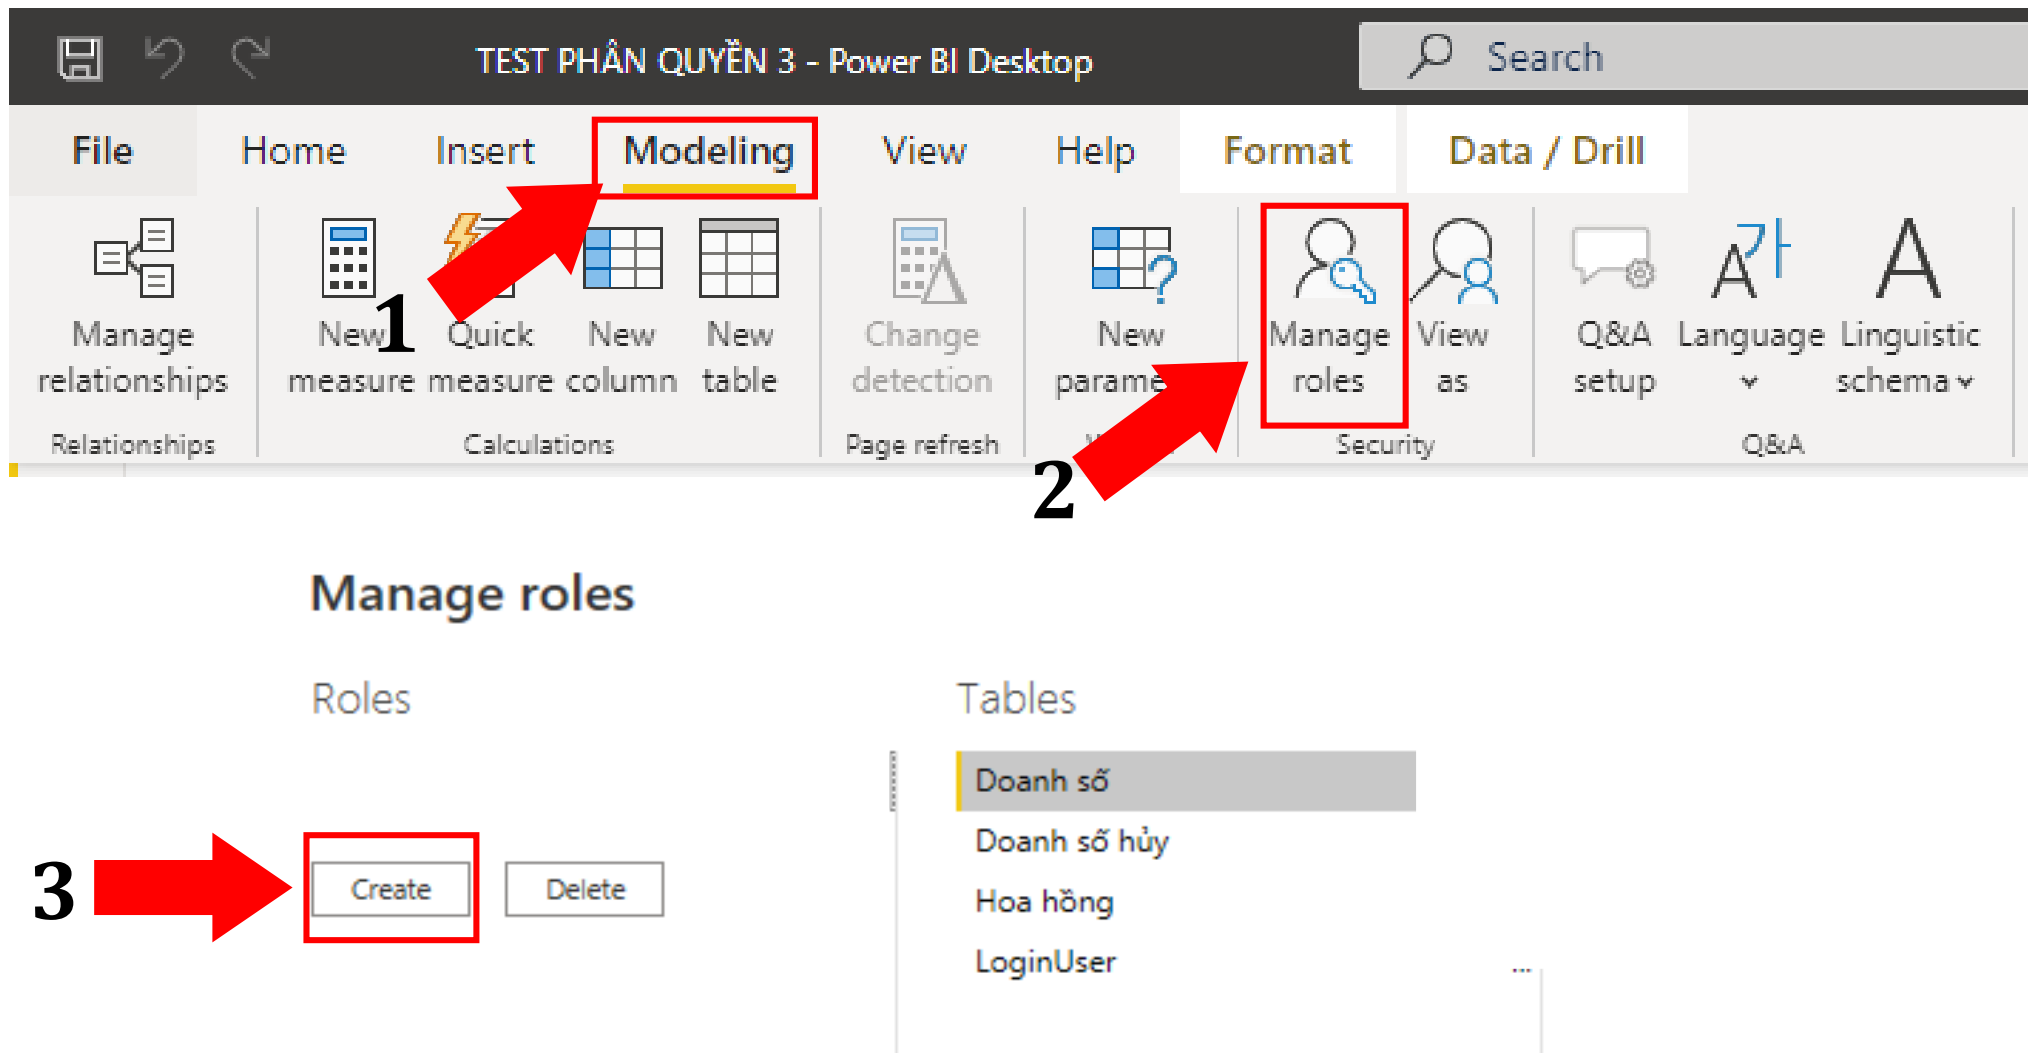 TEST PHÂN QUYỀN 3 - Power BI Desktop
Search
File Home Insert Modeling View Help Format Data / Drill
Manage relationships
New measure
Quick measure
New column
New table
Change detection
New parame
Manage roles
View as
Q&A setup
Language
Linguistic schema
Relationships
Calculations
Page refresh
Security
Q&A
1
2
Manage roles
Roles
Tables
Doanh số
Doanh số hủy
3
Create
Delete
Hoa hồng
LoginUser
...